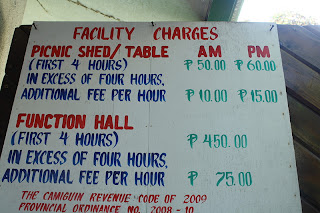 FACILITY CHARGES
PICNIC SHED/TABLE AM PM
(FIRST 4 HOURS) ₱ 50.00 ₱ 60.00
IN EXCESS OF FOUR HOURS,
ADDITIONAL FEE PER HOUR ₱ 10.00 ₱ 15.00
FUNCTION HALL
(FIRST 4 HOURS) ₱ 450.00
IN EXCESS OF FOUR HOURS,
ADDITIONAL FEE PER HOUR ₱ 75.00
THE CAMIGUIN REVENUE CODE OF 2009
PROVINCIAL ORDINANCE NO. 2008-10